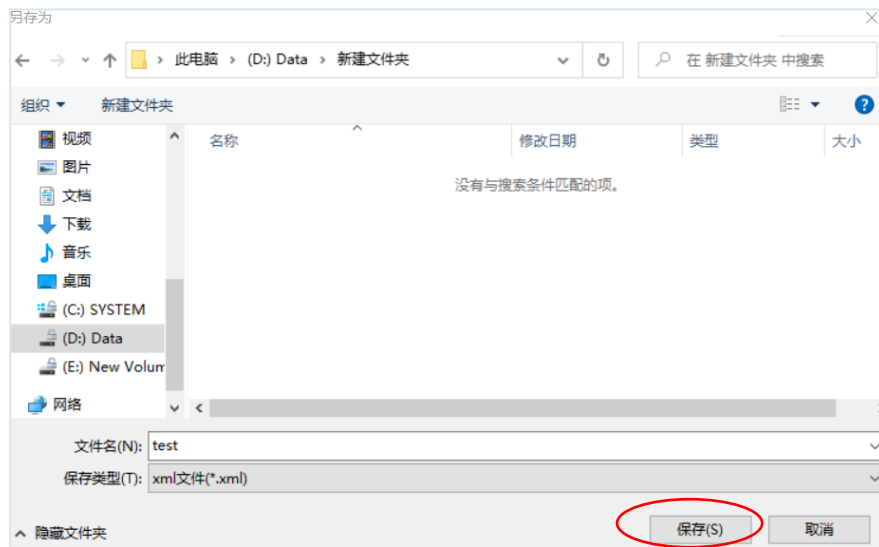 另存为
此电脑 > (D:) Data > 新建文件夹
在 新建文件夹 中搜索
组织 新建文件夹
名称 修改日期 类型 大小
没有与搜索条件匹配的项。
视频
图片
文档
下载
音乐
桌面
(C:) SYSTEM
(D:) Data
(E:) New Volum
网络
文件名(N): test
保存类型(T): xml文件(*.xml)
隐藏文件夹
保存(S) 取消